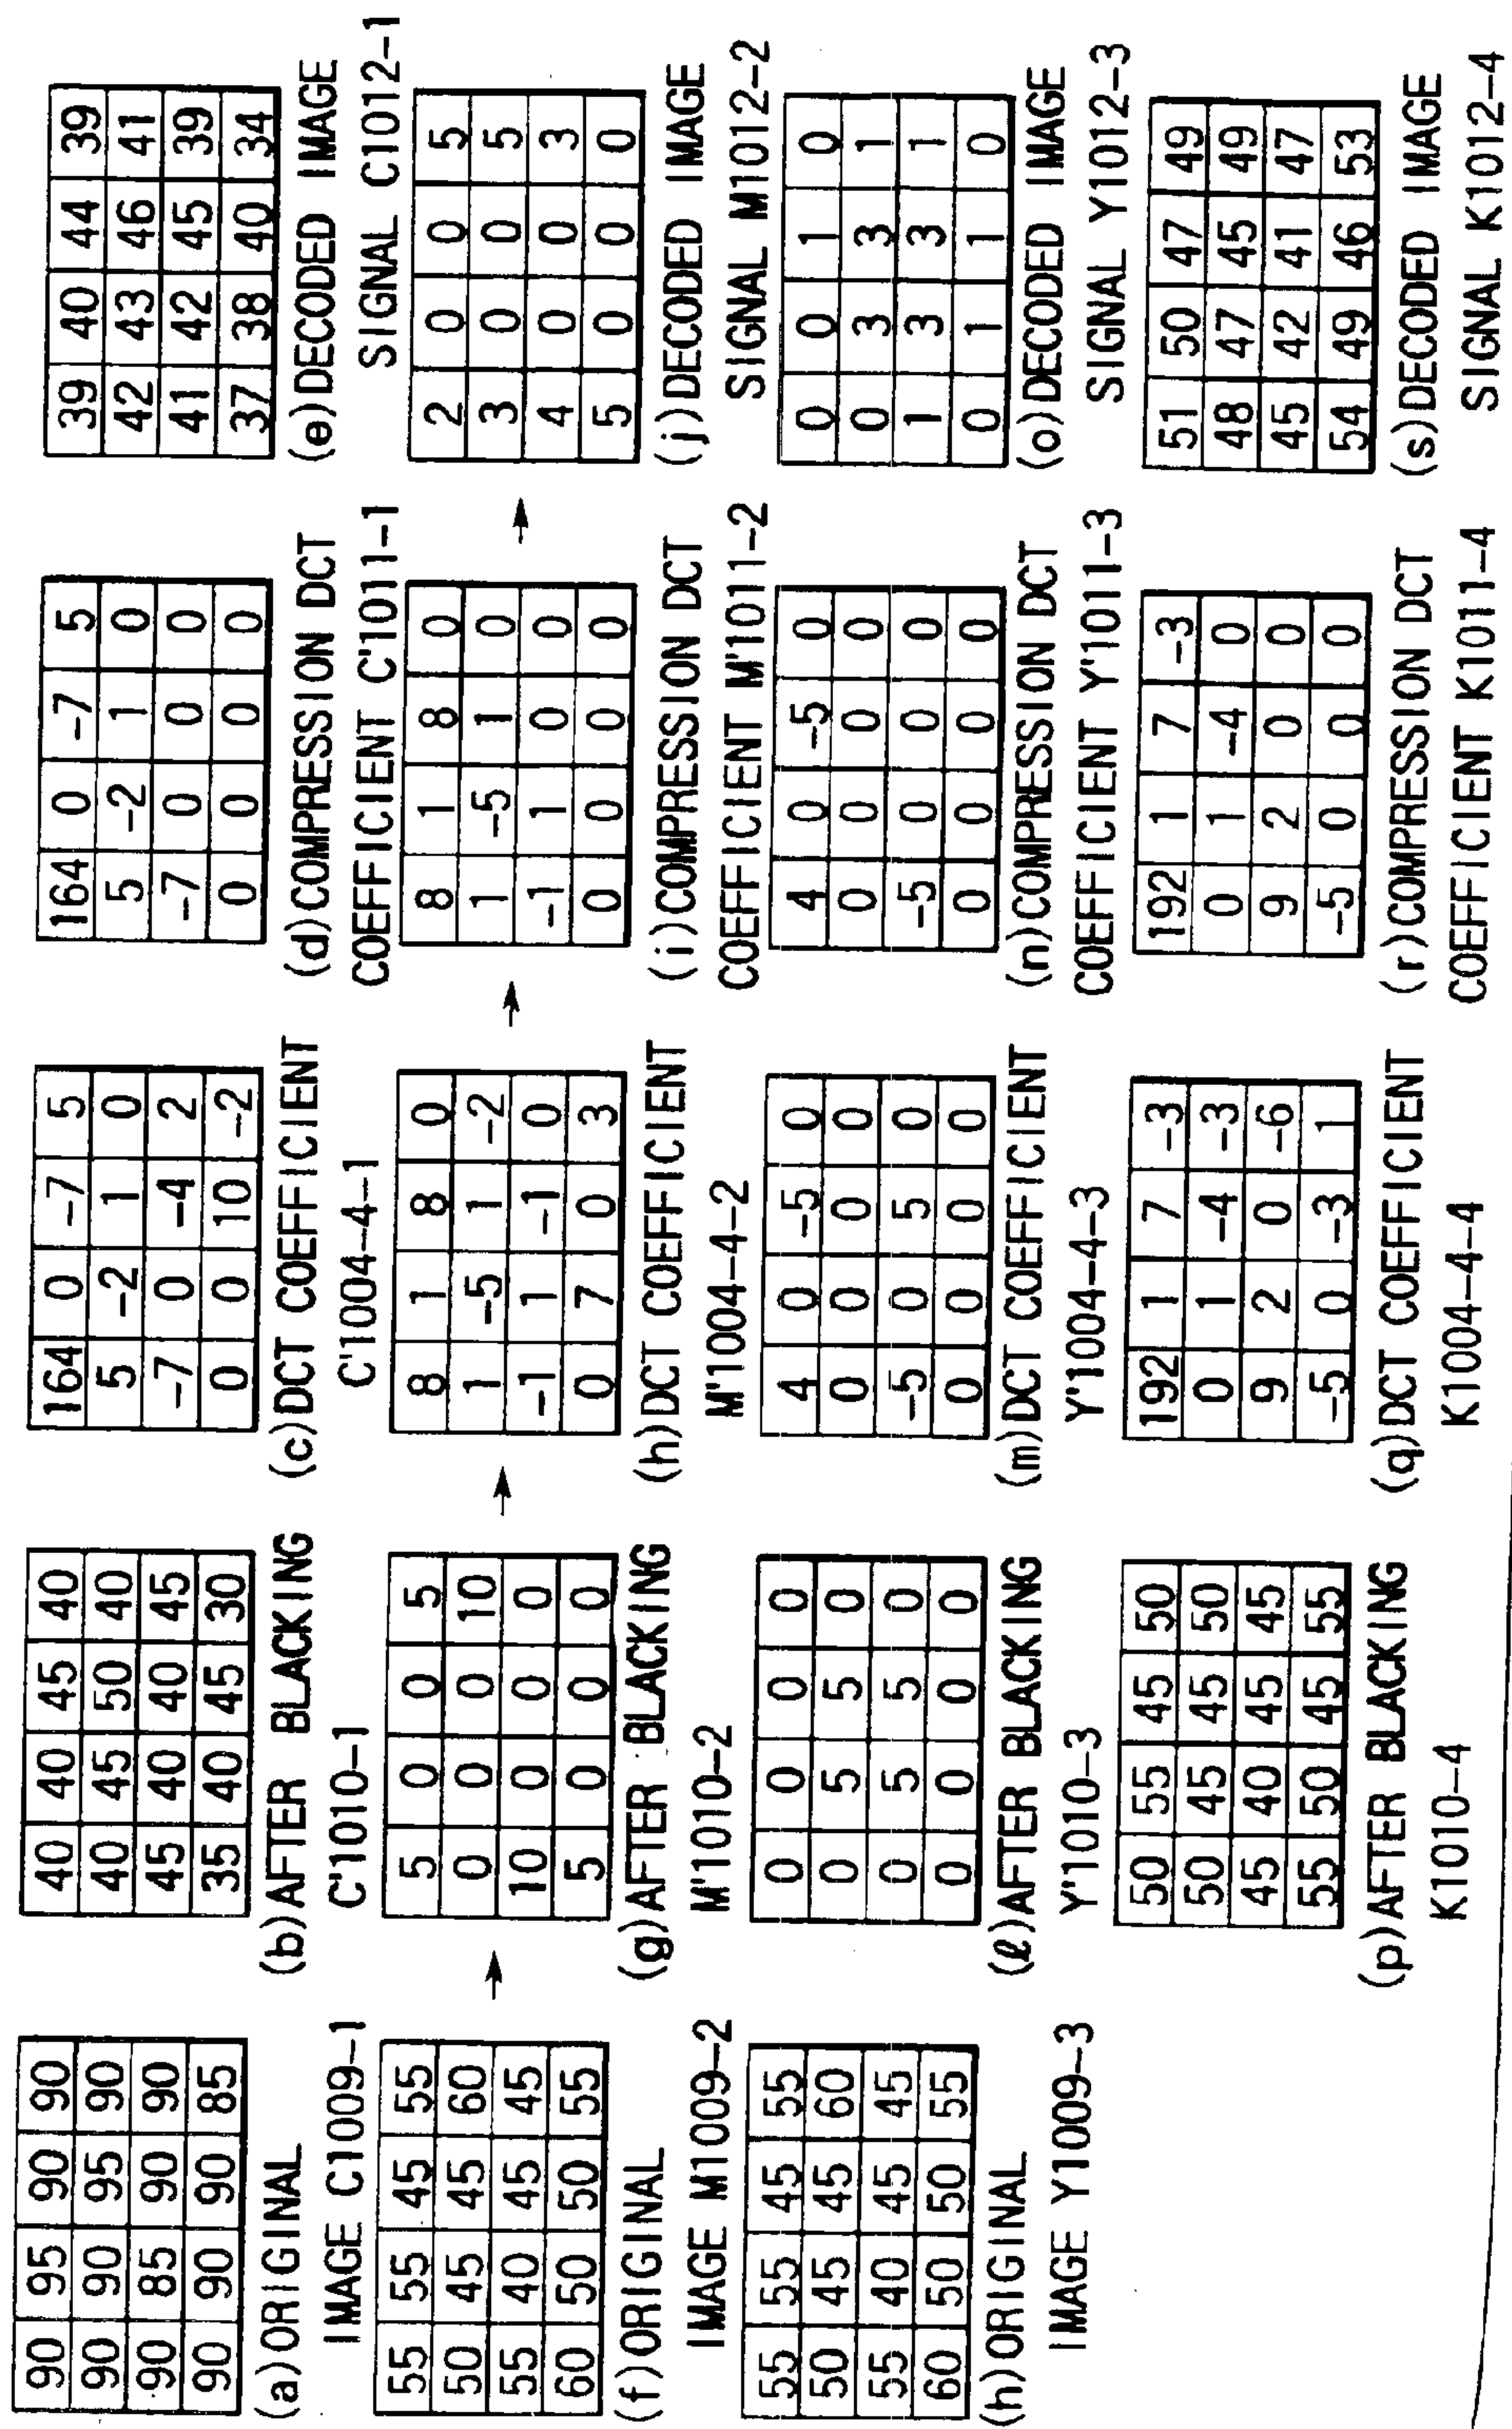 90 95 90 90
90 90 95 90
90 85 90 90
90 90 90 85
(a)ORIGINAL
IMAGE C1009-1
40 40 45 40
40 45 50 40
45 40 40 45
35 40 45 30
(b)AFTER BLACKING
C'1010-1
164 0 -7 5
5 -2 1 0
-7 0 -4 2
0 0 10 -2
(c)DCT COEFFICIENT
C'1004-4-1
164 0 -7 5
5 -2 1 0
-7 0 0 0
0 0 0 0
(d)COMPRESSION DCT
COEFFICIENT C'1011-1
39 40 44 39
42 43 46 41
41 42 45 39
37 38 40 34
(e)DECODED IMAGE
SIGNAL C1012-1
55 55 45 55
50 45 45 60
55 40 45 45
60 50 50 55
(f)ORIGINAL
IMAGE M1009-2
5 0 0 5
0 0 0 10
10 0 0 0
5 0 0 0
(g)AFTER BLACKING
M'1010-2
8 1 8 0
1 -5 1 -2
-1 1 -1 0
0 7 0 3
(h)DCT COEFFICIENT
M'1004-4-2
8 1 8 0
1 -5 1 0
-1 1 0 0
0 0 0 0
(i)COMPRESSION DCT
COEFFICIENT M'1011-2
2 0 0 5
3 0 0 5
4 0 0 3
5 0 0 0
(j)DECODED IMAGE
SIGNAL M1012-2
55 55 45 55
50 45 45 60
55 40 45 45
60 50 50 55
(h)ORIGINAL
IMAGE Y1009-3
0 0 0 0
0 5 5 0
0 5 5 0
0 0 0 0
(ℓ)AFTER BLACKING
Y'1010-3
4 0 -5 0
0 0 0 0
-5 0 5 0
0 0 0 0
(m)DCT COEFFICIENT
Y'1004-4-3
4 0 -5 0
0 0 0 0
-5 0 0 0
0 0 0 0
(n)COMPRESSION DCT
COEFFICIENT Y'1011-3
0 0 1 0
0 3 3 1
1 3 3 1
0 1 1 0
(o)DECODED IMAGE
SIGNAL Y1012-3
50 55 45 50
50 45 45 50
45 40 45 45
55 50 45 55
(p)AFTER BLACKING
K1010-4
192 1 7 -3
0 1 -4 -3
9 2 0 -6
-5 0 -3 1
(q)DCT COEFFICIENT
K1004-4-4
192 1 7 -3
0 1 -4 0
9 2 0 0
-5 0 0 0
(r)COMPRESSION DCT
COEFFICIENT K1011-4
51 50 47 49
48 47 45 49
45 42 41 47
54 49 46 53
(s)DECODED IMAGE
SIGNAL K1012-4